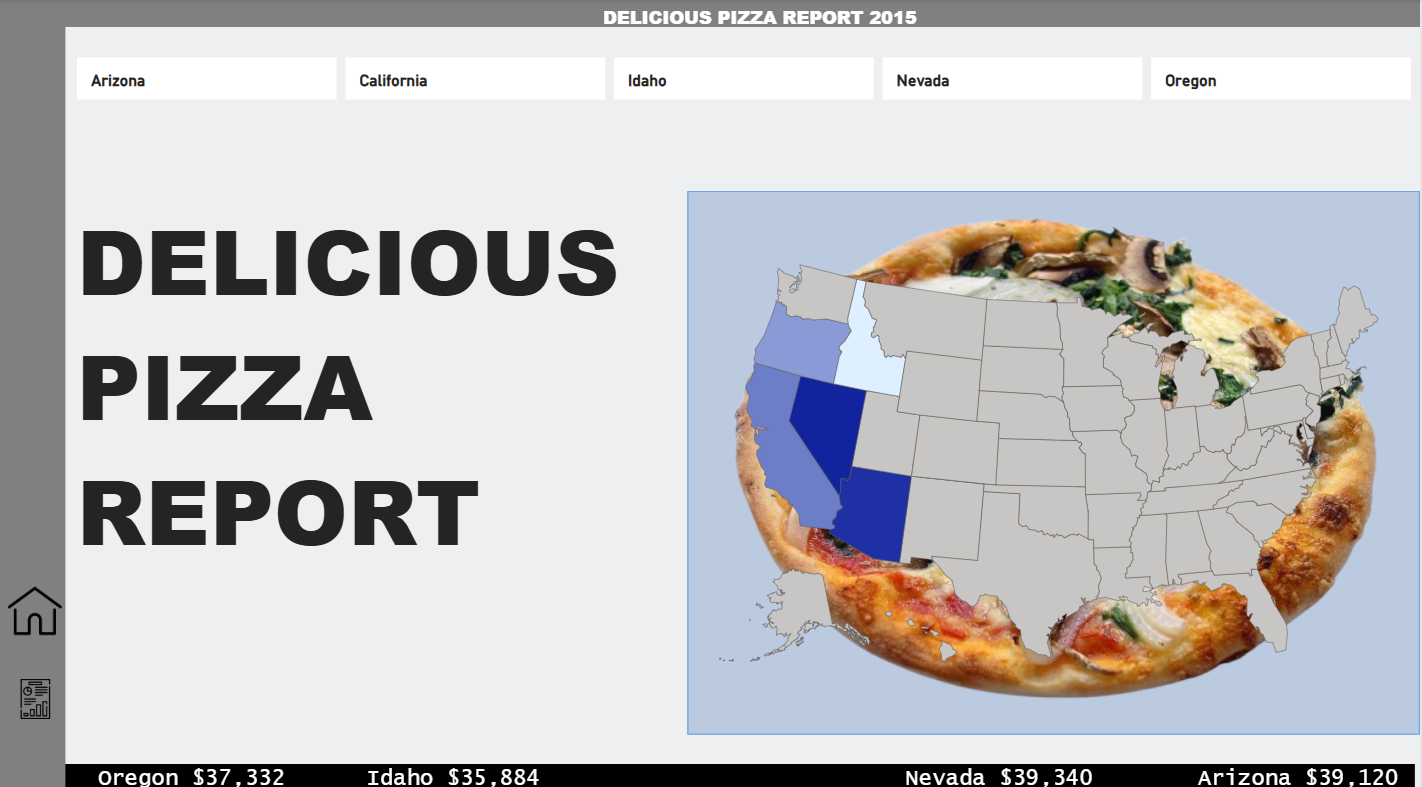 DELICIOUS PIZZA REPORT 2015
Arizona
California
Idaho
Nevada
Oregon
DELICIOUS
PIZZA
REPORT
Oregon $37,332
Idaho $35,884
Nevada $39,340
Arizona $39,120